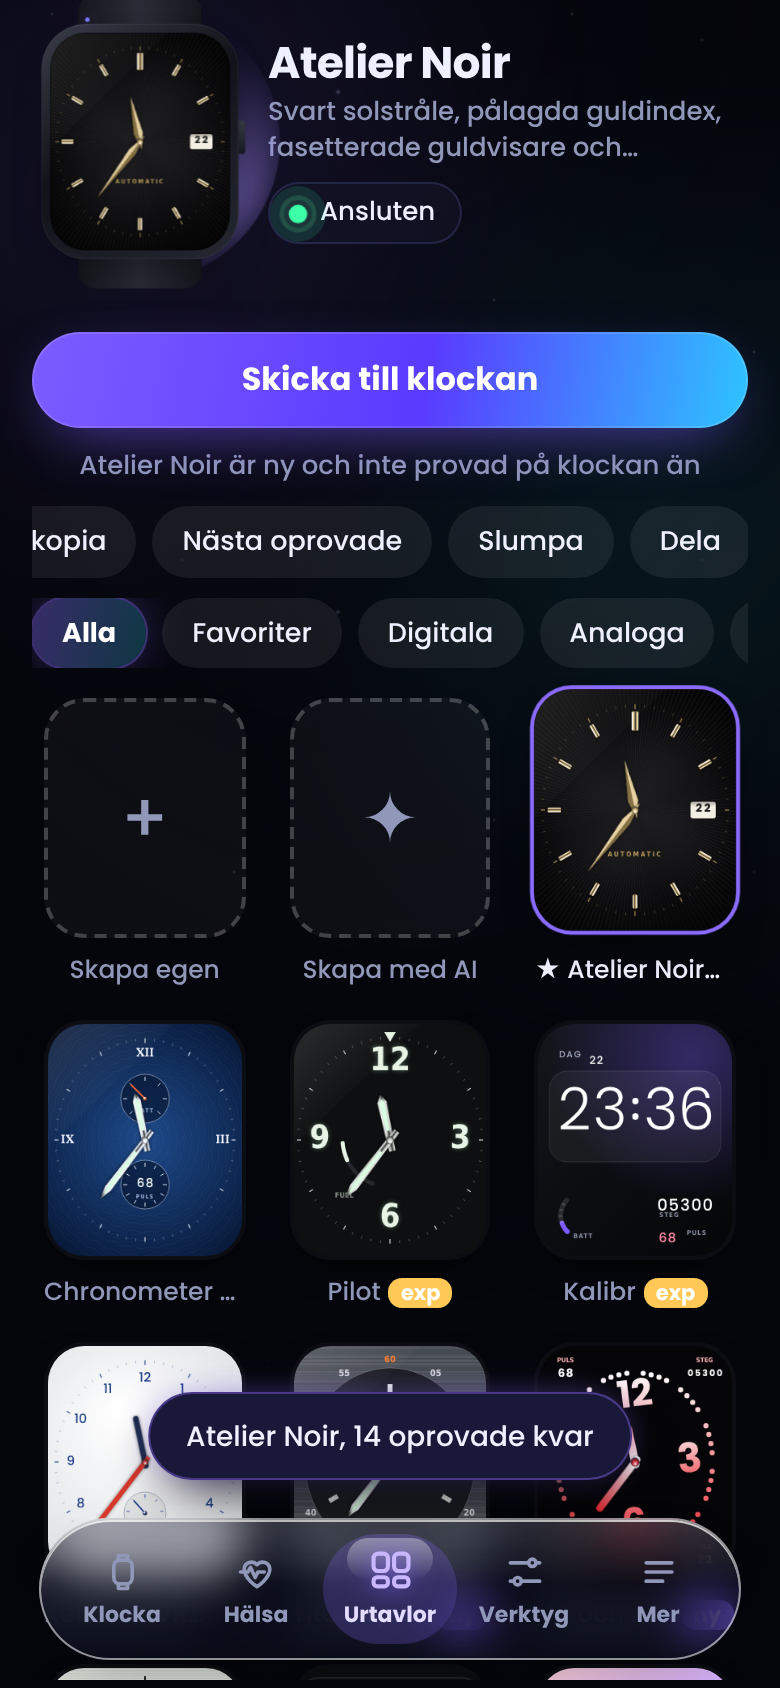 22
AUTOMATIC
Atelier Noir
Svart solstråle, pålagda guldindex,
fasetterade guldvisare och...
Ansluten
Skicka till klockan
Atelier Noir är ny och inte provad på klockan än
kopia
Nästa oprovade
Slumpa
Dela
Alla
Favoriter
Digitala
Analoga
+
Skapa egen
Skapa med AI
22
AUTOMATIC
★ Atelier Noir...
XII
IX
III
BATT
68
PULS
Chronometer ...
12
9
3
6
FUEL
Pilot exp
DAG 22
23:36
05300
STEG
BATT
68 PULS
Kalibr exp
12
11
1
10
9
8
4
60
55
05
40
20
PULS
68
STEG
05300
12
3
Atelier Noir, 14 oprovade kvar
Klocka
Hälsa
Urtavlor
Verktyg
Mer
ny